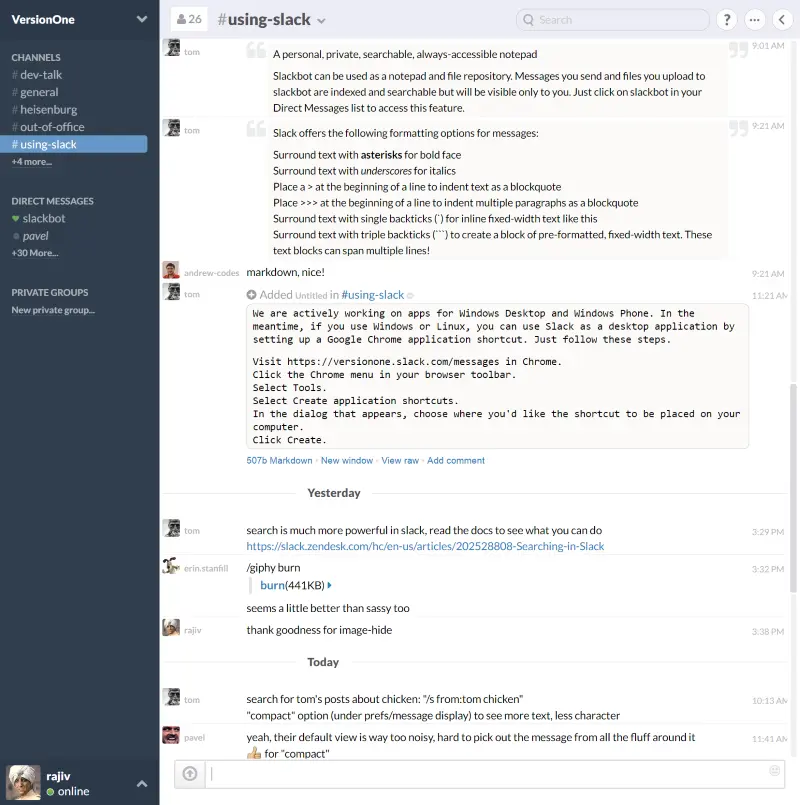 VersionOne
CHANNELS
# dev-talk
# general
# heisenburg
# out-of-office
# using-slack
+4 more...
DIRECT MESSAGES
slackbot
pavel
+30 More...
PRIVATE GROUPS
New private group...
rajiv
online
26
#using-slack
Search
?
tom
A personal, private, searchable, always-accessible notepad
9:01 AM
Slackbot can be used as a notepad and file repository. Messages you send and files you upload to
slackbot are indexed and searchable but will be visible only to you. Just click on slackbot in your
Direct Messages list to access this feature.
tom
Slack offers the following formatting options for messages:
9:21 AM
Surround text with asterisks for bold face
Surround text with underscores for italics
Place a > at the beginning of a line to indent text as a blockquote
Place >>> at the beginning of a line to indent multiple paragraphs as a blockquote
Surround text with single backticks (`) for inline fixed-width text like this
Surround text with triple backticks (```) to create a block of pre-formatted, fixed-width text. These
text blocks can span multiple lines!
andrew-codes markdown, nice! 9:21 AM
tom Added Untitled in #using-slack 11:21 AM
We are actively working on apps for Windows Desktop and Windows Phone. In the
meantime, if you use Windows or Linux, you can use Slack as a desktop application by
setting up a Google Chrome application shortcut. Just follow these steps.
Visit https://versionone.slack.com/messages in Chrome.
Click the Chrome menu in your browser toolbar.
Select Tools.
Select Create application shortcuts.
In the dialog that appears, choose where you'd like the shortcut to be placed on your
computer.
Click Create.
507b Markdown · New window · View raw · Add comment
Yesterday
tom search is much more powerful in slack, read the docs to see what you can do 3:29 PM
https://slack.zendesk.com/hc/en-us/articles/202528808-Searching-in-Slack
erin.stanfill /giphy burn 3:32 PM
burn(441KB)
seems a little better than sassy too
rajiv thank goodness for image-hide 3:38 PM
Today
tom search for tom's posts about chicken: "/s from:tom chicken" 10:13 AM
"compact" option (under prefs/message display) to see more text, less character
pavel yeah, their default view is way too noisy, hard to pick out the message from all the fluff around it 11:41 AM
👍 for "compact"